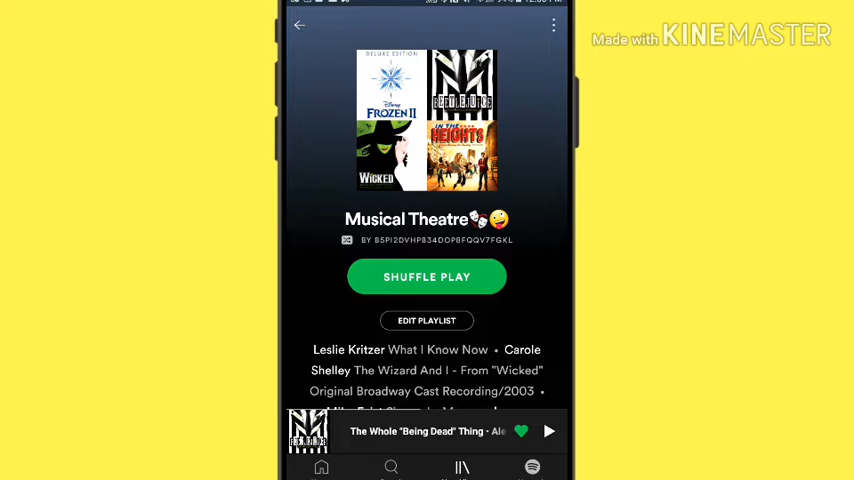 Made with KINEMASTER
DELUXE EDITION
Disney
FROZEN II
BEETLEJUICE
WICKED
IN THE
HEIGHTS
Musical Theatre🎭🤪
BY 85PI2DVHPB34DOP8FQQV7FGKL
SHUFFLE PLAY
EDIT PLAYLIST
Leslie Kritzer What I Know Now • Carole
Shelley The Wizard And I - From "Wicked"
Original Broadway Cast Recording/2003 •
The Whole "Being Dead" Thing • Ale